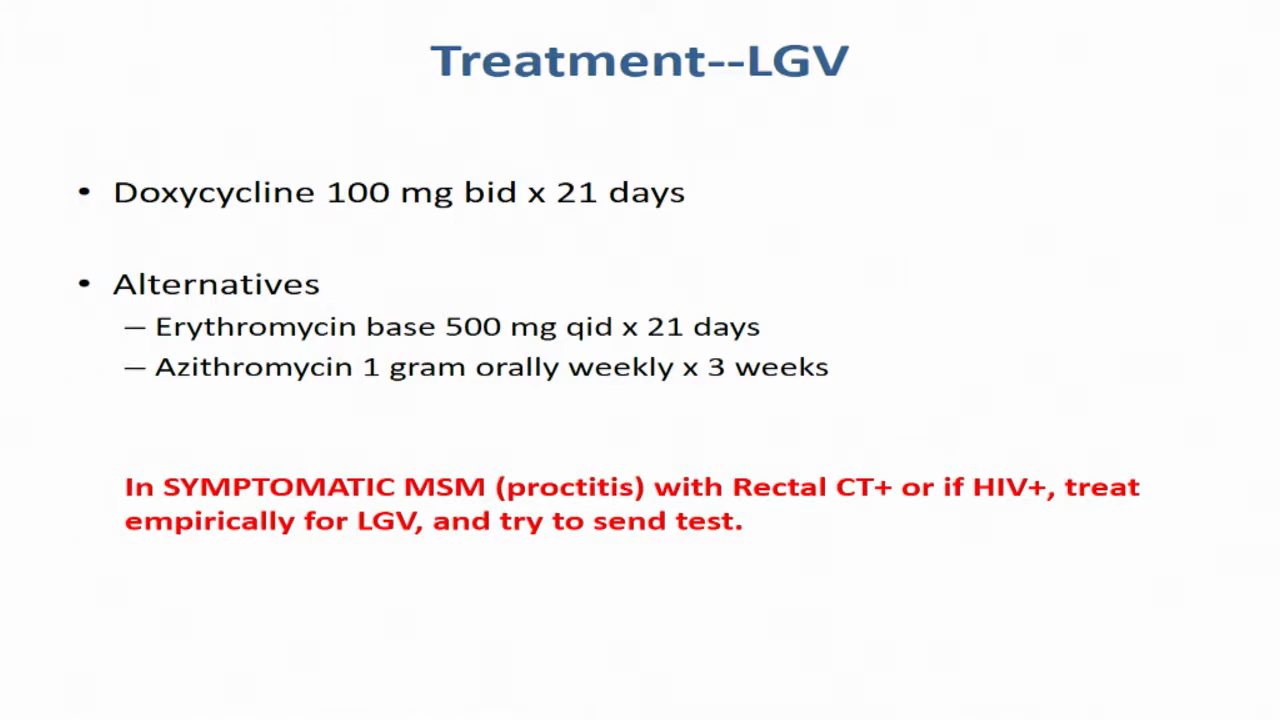 Treatment--LGV
• Doxycycline 100 mg bid x 21 days
• Alternatives
– Erythromycin base 500 mg qid x 21 days
– Azithromycin 1 gram orally weekly x 3 weeks
In SYMPTOMATIC MSM (proctitis) with Rectal CT+ or if HIV+, treat
empirically for LGV, and try to send test.